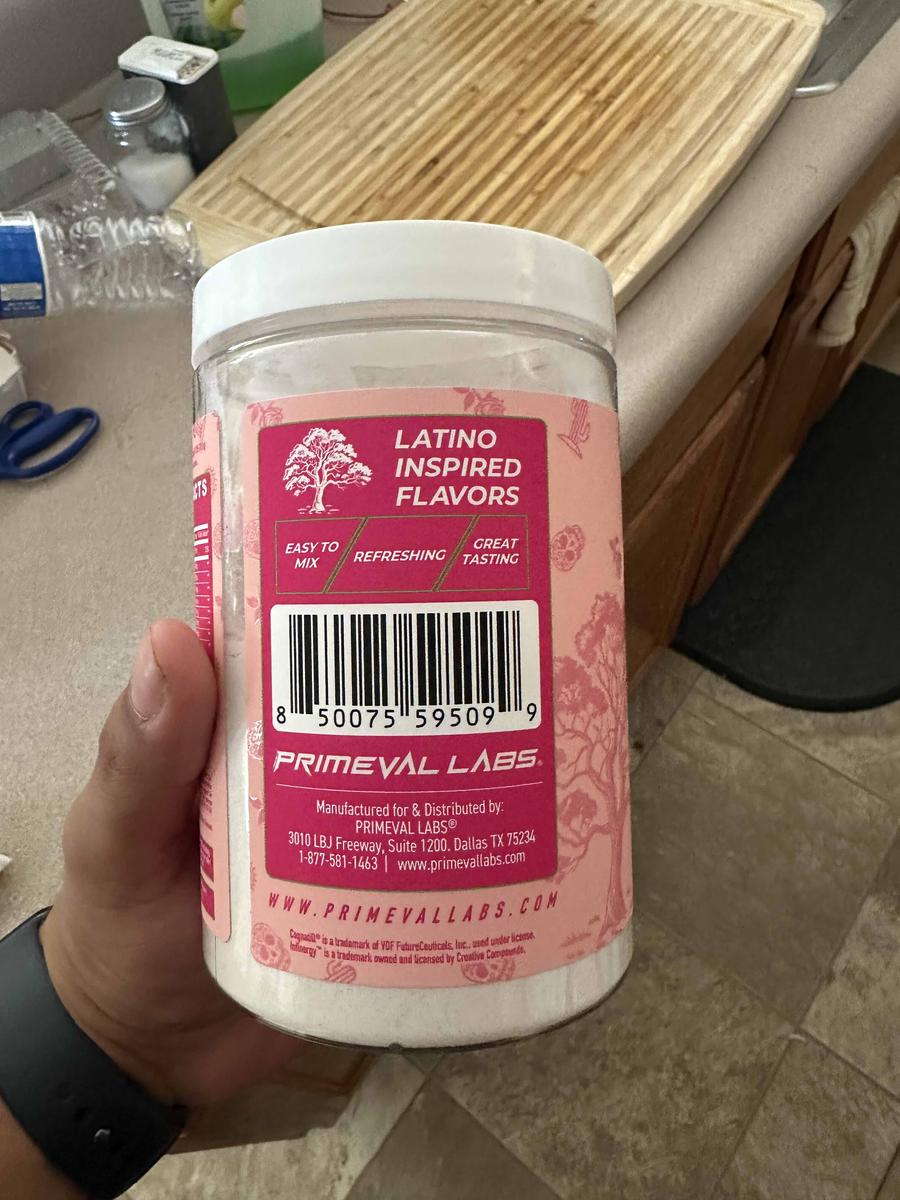 LATINO
INSPIRED
FLAVORS
EASY TO
MIX
REFRESHING
GREAT
TASTING
8 50075 59509 9
PRIMEVAL LABS®
Manufactured for & Distributed by:
PRIMEVAL LABS®
3010 LBJ Freeway, Suite 1200. Dallas TX 75234
1-877-581-1463 | www.primevallabs.com
WWW.PRIMEVALLABS.COM
CognatiQ® is a trademark of VDF FutureCeuticals, Inc., used under license.
Infinergy™ is a trademark owned and licensed by Creative Compounds.